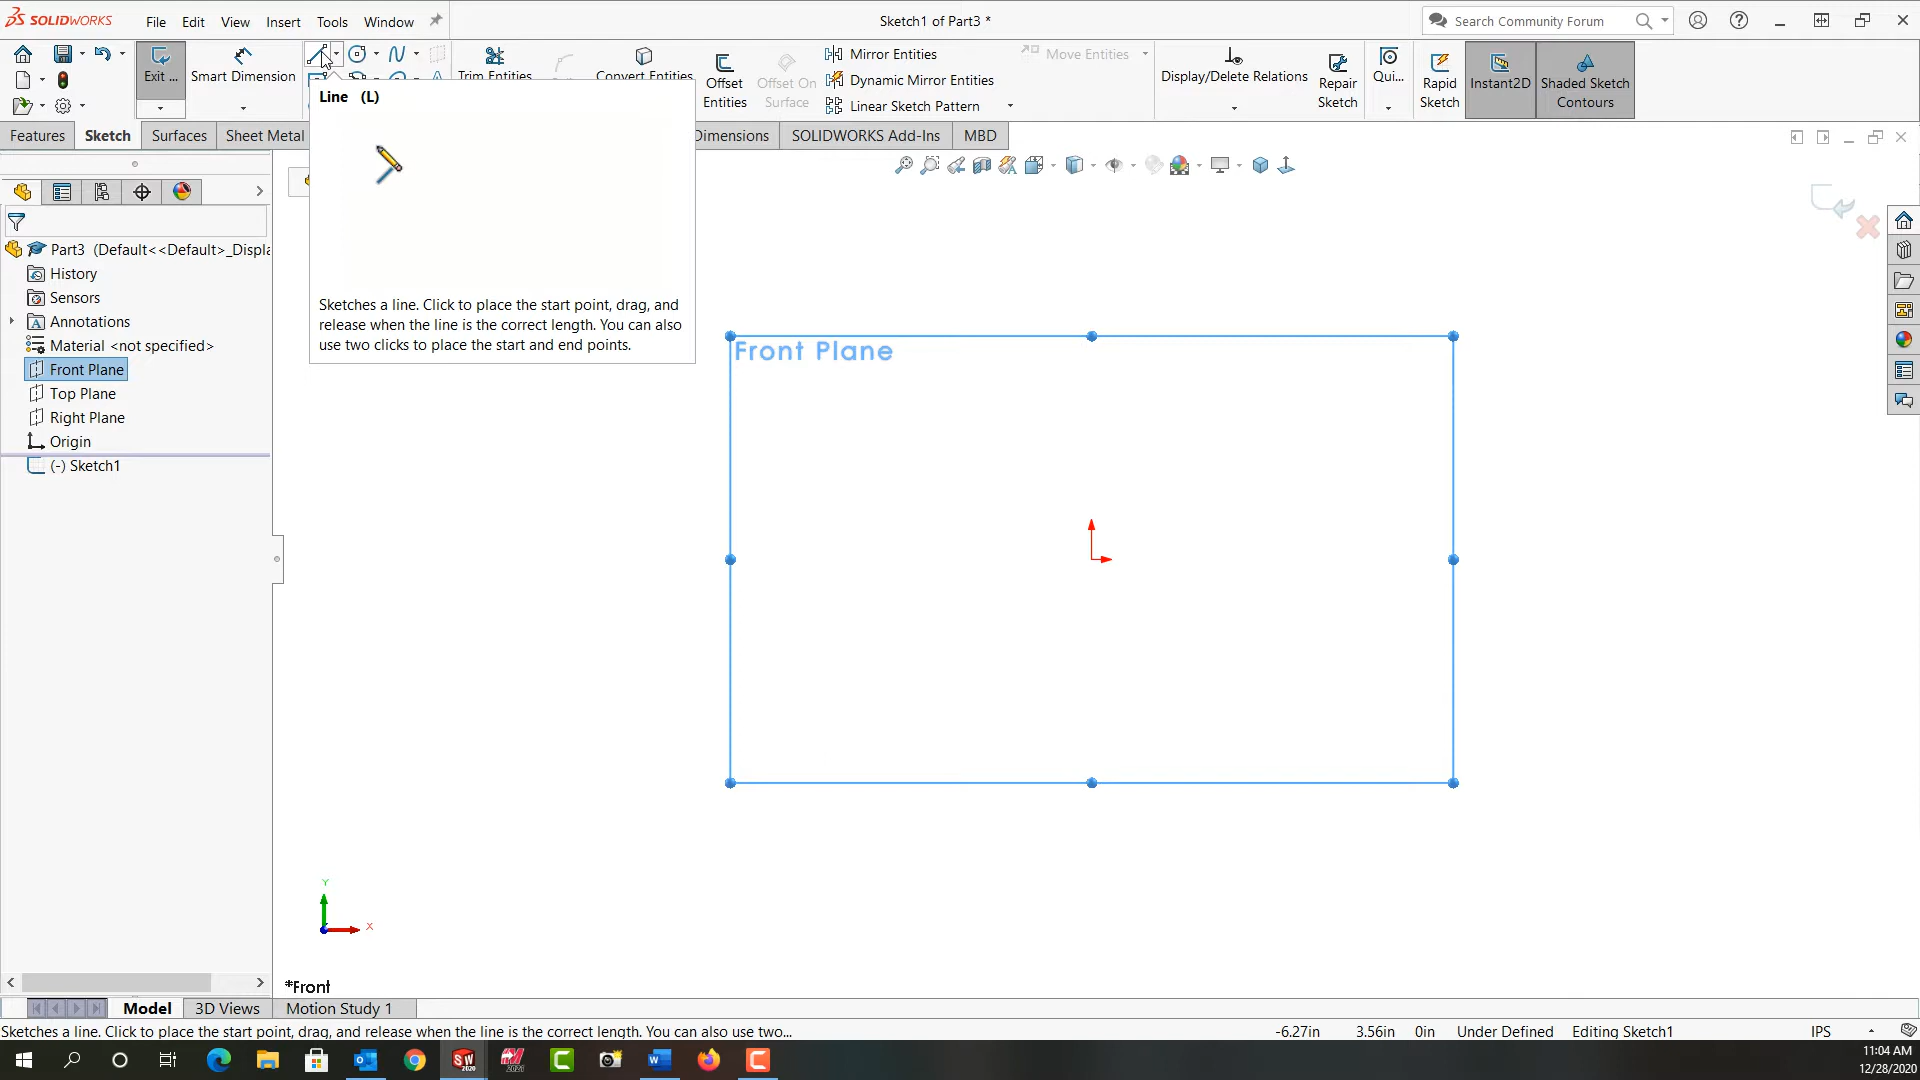 SOLIDWORKS File Edit View Insert Tools Window Sketch1 of Part3 * Search Community Forum
Exit ... Smart Dimension Trim Entities Convert Entities Offset Entities Offset On Surface Mirror Entities Move Entities Display/Delete Relations Repair Sketch Qui... Rapid Sketch Instant2D Shaded Sketch Contours
Dynamic Mirror Entities
Linear Sketch Pattern
Features Sketch Surfaces Sheet Metal Dimensions SOLIDWORKS Add-Ins MBD
Line (L)
Sketches a line. Click to place the start point, drag, and
release when the line is the correct length. You can also
use two clicks to place the start and end points.
Part3 (Default<<Default>_Displa
History
Sensors
Annotations
Material <not specified>
Front Plane
Top Plane
Right Plane
Origin
(-) Sketch1
Front Plane
Y
X
*Front
Model 3D Views Motion Study 1
Sketches a line. Click to place the start point, drag, and release when the line is the correct length. You can also use two... -6.27in 3.56in 0in Under Defined Editing Sketch1 IPS
SW 2020
2021
11:04 AM
12/28/2020